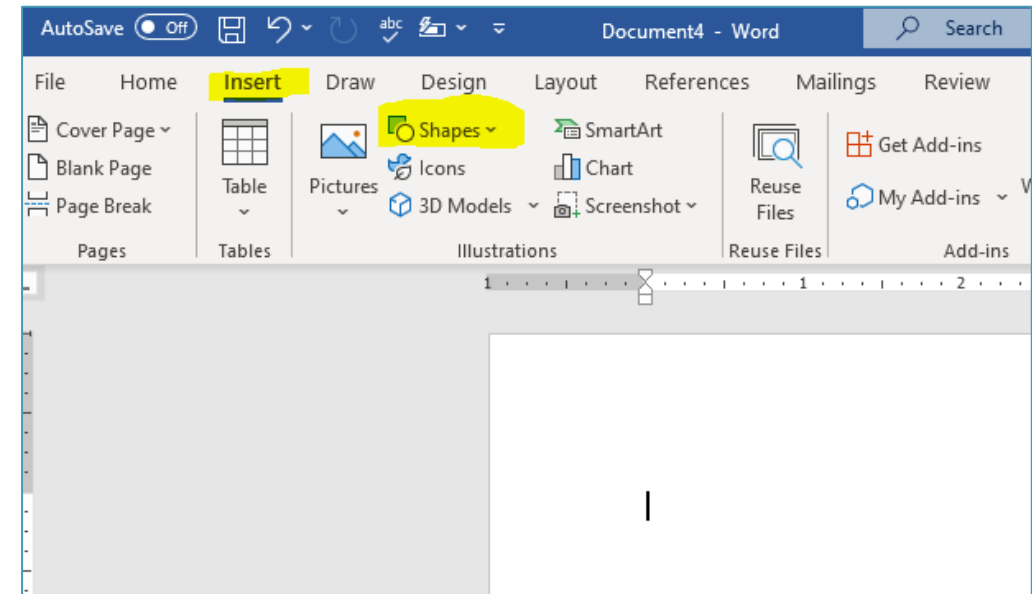 AutoSave Off abc Document4 - Word Search
File Home Insert Draw Design Layout References Mailings Review
Cover Page
Blank Page
Page Break
Pages
Table
Tables
Pictures
Shapes
Icons
3D Models
SmartArt
Chart
Screenshot
Illustrations
Reuse
Files
Reuse Files
Get Add-ins
My Add-ins
Add-ins
W
1 1 2